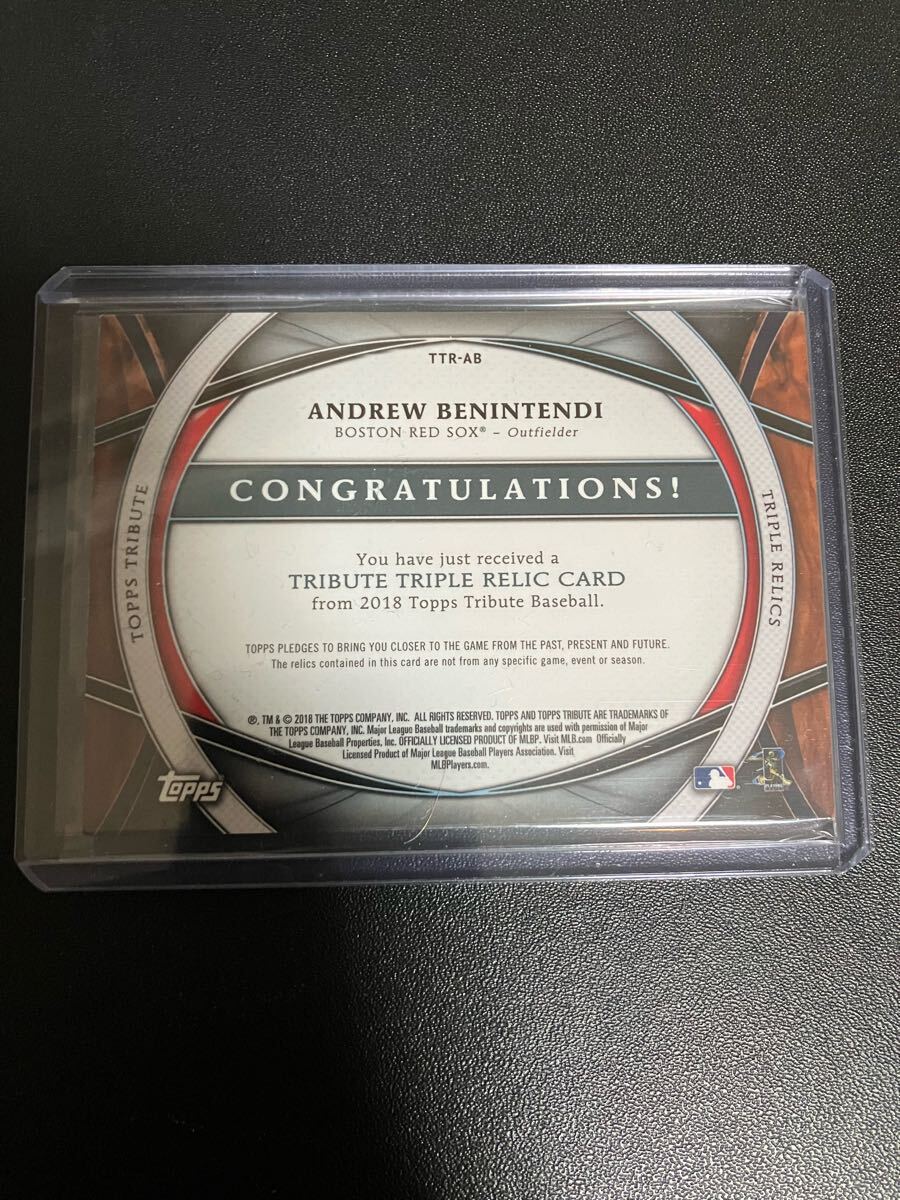 TTR-AB
ANDREW BENINTENDI
BOSTON RED SOX® – Outfielder
CONGRATULATIONS!
TOPPS TRIBUTE
TRIPLE RELICS
You have just received a
TRIBUTE TRIPLE RELIC CARD
from 2018 Topps Tribute Baseball.
TOPPS PLEDGES TO BRING YOU CLOSER TO THE GAME FROM THE PAST, PRESENT AND FUTURE.
The relics contained in this card are not from any specific game, event or season.
®, TM & © 2018 THE TOPPS COMPANY, INC. ALL RIGHTS RESERVED. TOPPS AND TOPPS TRIBUTE ARE TRADEMARKS OF
THE TOPPS COMPANY, INC. Major League Baseball trademarks and copyrights are used with permission of Major
League Baseball Properties, Inc. OFFICIALLY LICENSED PRODUCT OF MLBP. Visit MLB.com Officially
Licensed Product of Major League Baseball Players Association. Visit
MLBPlayers.com.
topps